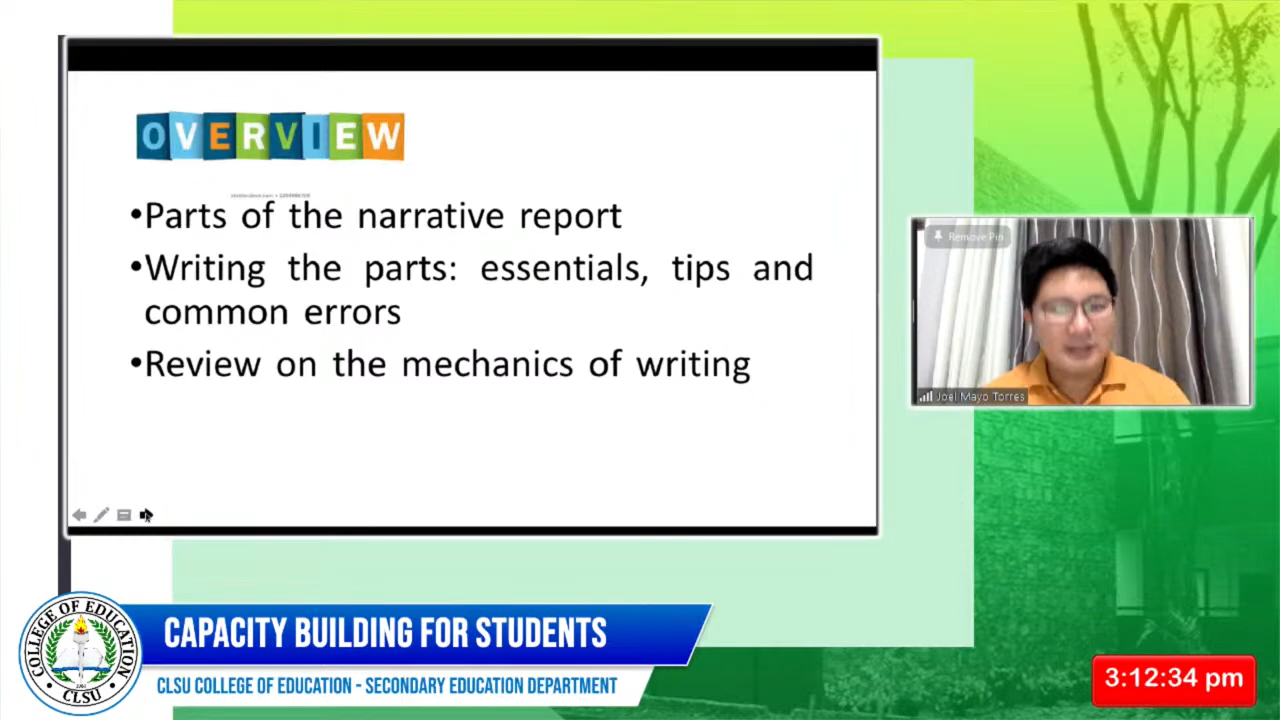 OVERVIEW
•Parts of the narrative report
•Writing the parts: essentials, tips and
common errors
•Review on the mechanics of writing
Remove Pin
Joel Mayo Torres
COLLEGE OF EDUCATION
• CLSU •
CAPACITY BUILDING FOR STUDENTS
CLSU COLLEGE OF EDUCATION - SECONDARY EDUCATION DEPARTMENT
3:12:34 pm